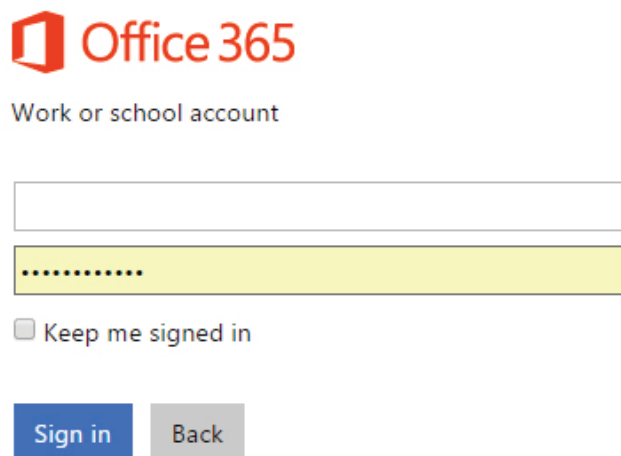 Office 365
Work or school account
••••••••••••
Keep me signed in
Sign in
Back